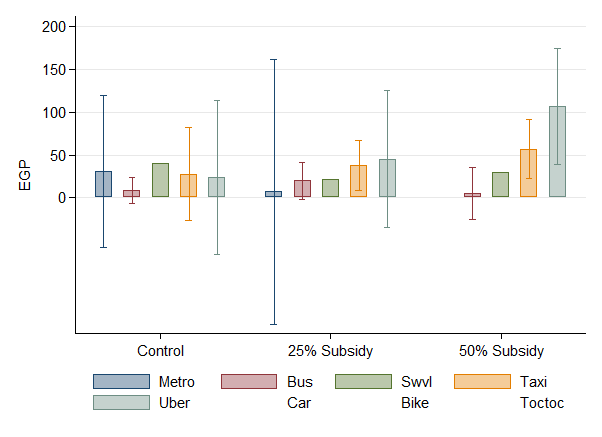 200
150
100
50
0
EGP
Control 25% Subsidy 50% Subsidy
Metro Bus Swvl Taxi
Uber Car Bike Toctoc